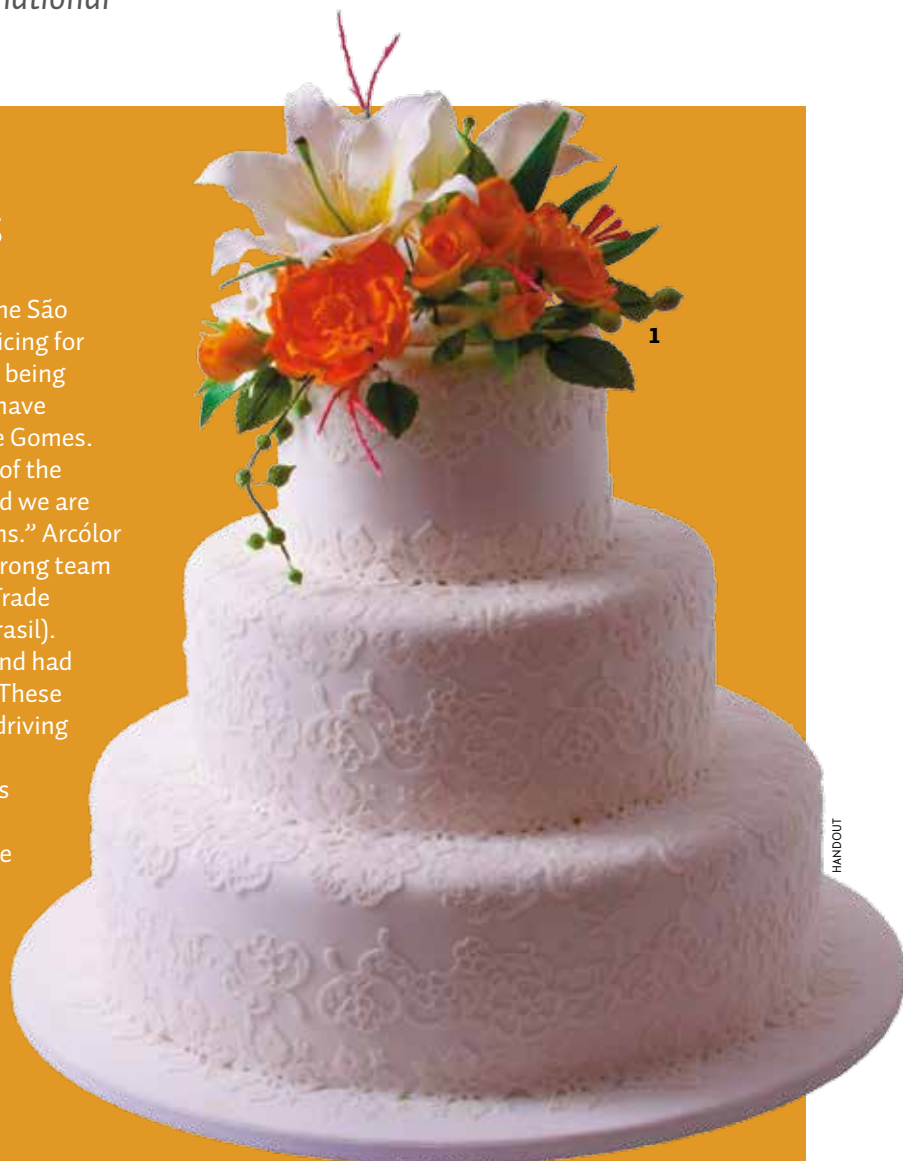 national
s
ne São
icing for
being
have
e Gomes.
of the
d we are
ns.” Arcólor
trong team
Trade
rasil).
nd had
These
driving
s
e
1
HANDOUT